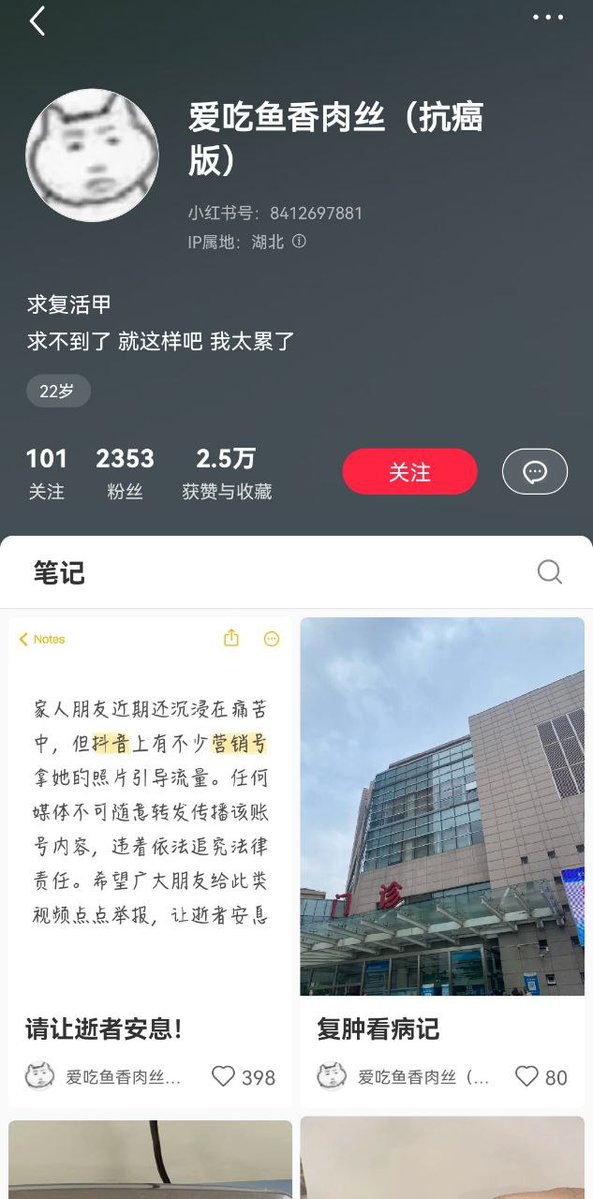 爱吃鱼香肉丝（抗癌
版）
小红书号：8412697881
IP属地：湖北
求复活甲
求不到了 就这样吧 我太累了
22岁
101 2353 2.5万
关注 粉丝 获赞与收藏 关注
笔记
Notes
家人朋友近期还沉浸在痛苦
中，但抖音上有不少营销号
拿她的照片引导流量。任何
媒体不可随意转发传播该账
号内容，违着依法追究法律
责任。希望广大朋友给此类
视频点点举报，让逝者安息
请让逝者安息！
爱吃鱼香肉丝... 398
门诊
复肿看病记
爱吃鱼香肉丝（... 80